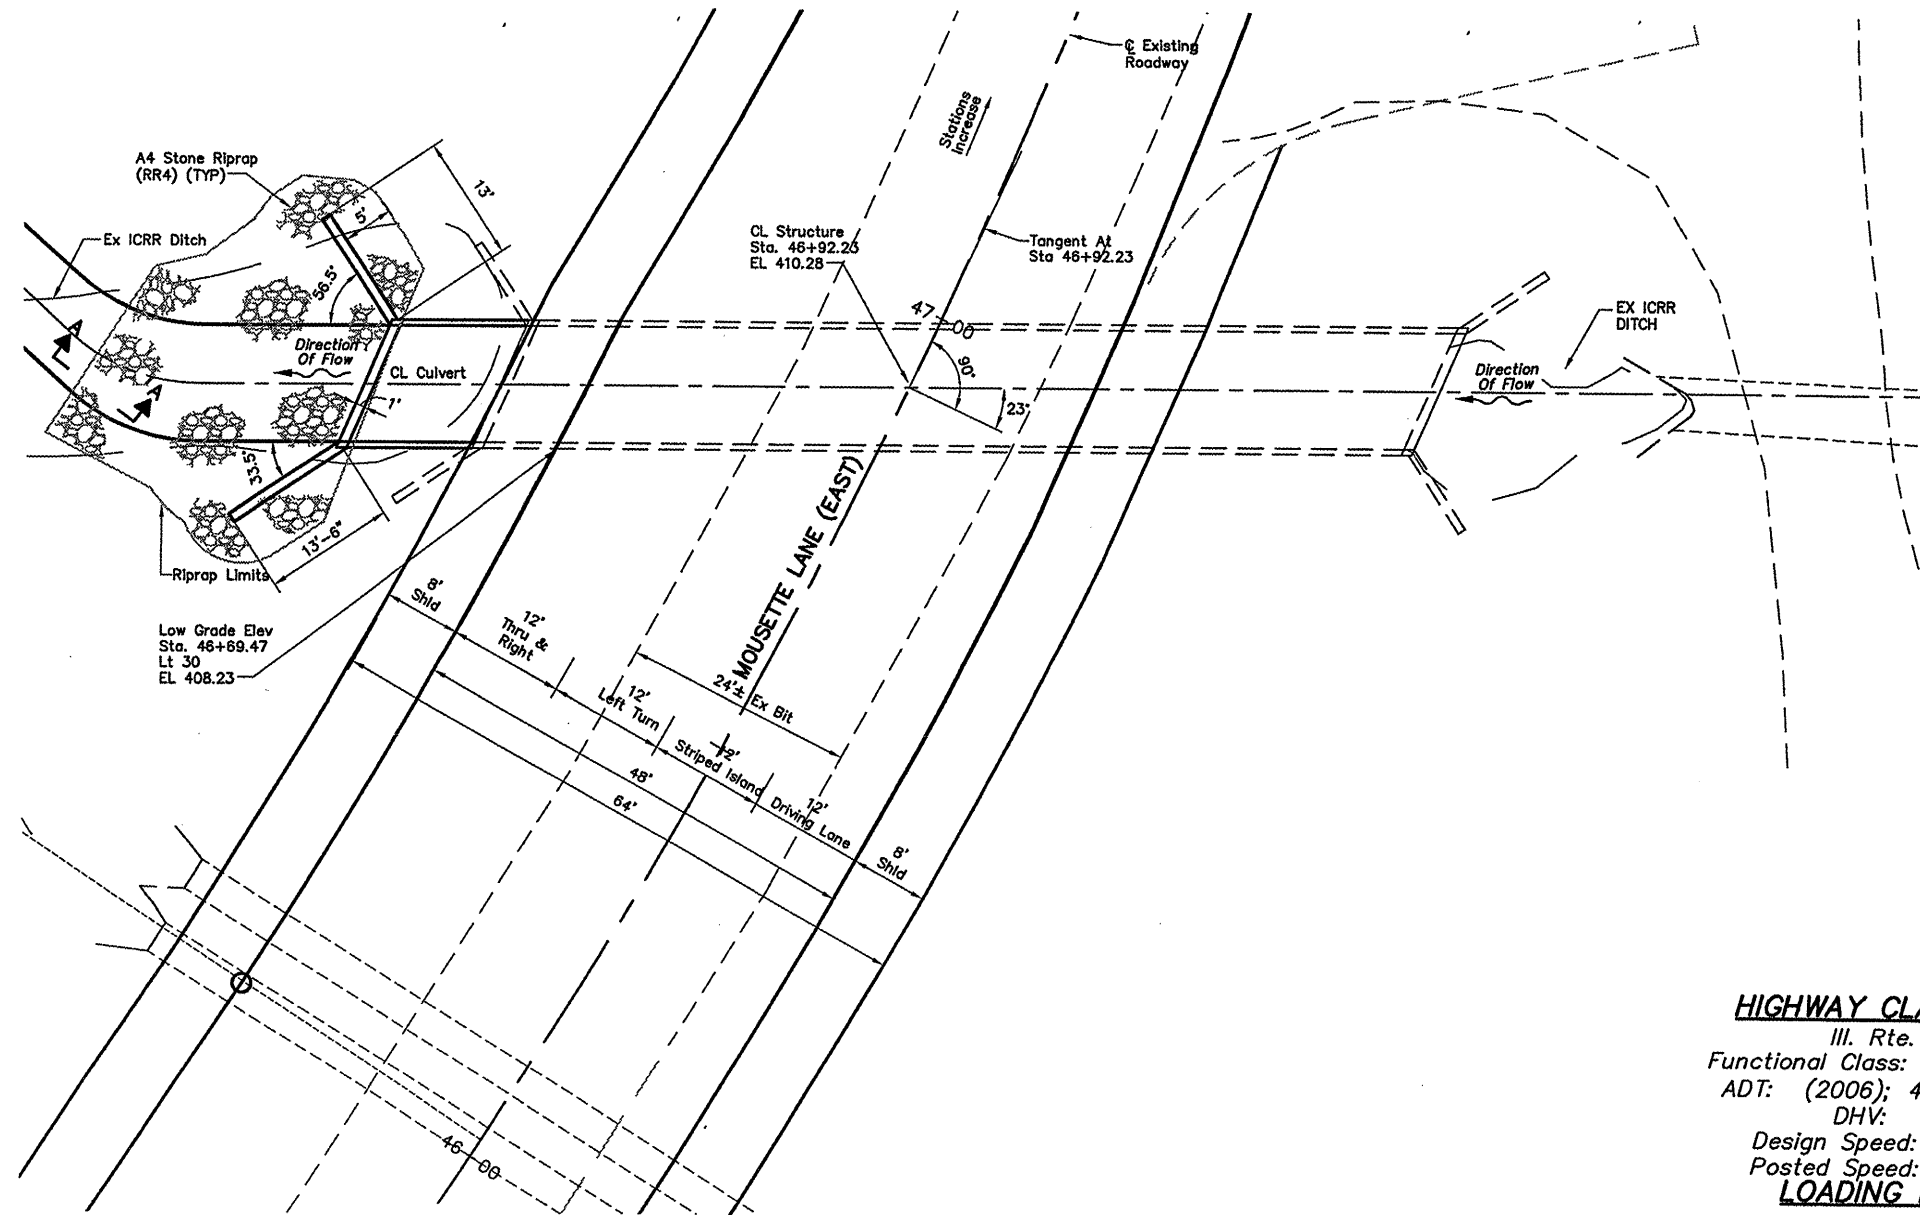 ℄ Existing
Roadway
Stations
Increase
A4 Stone Riprap
(RR4) (TYP)
13'
5'
Ex ICRR Ditch
56.5°
CL Structure
Sta. 46+92.23
EL 410.28
Tangent At
Sta 46+92.23
47+00
90°
23°
A
A
Direction
Of Flow
CL Culvert
1'
EX ICRR
DITCH
Direction
Of Flow
33.5°
13'-6"
Riprap Limits
MOUSETTE LANE (EAST)
Low Grade Elev
Sta. 46+69.47
Lt 30
EL 408.23
8'
Shld
12'
Thru &
Right
12'
Left Turn
24'± Ex Bit
12'
Striped Island
12'
Driving Lane
8'
Shld
48'
64'
46+00
HIGHWAY CLA
Ill. Rte.
Functional Class:
ADT: (2006); 4
DHV:
Design Speed:
Posted Speed:
LOADING